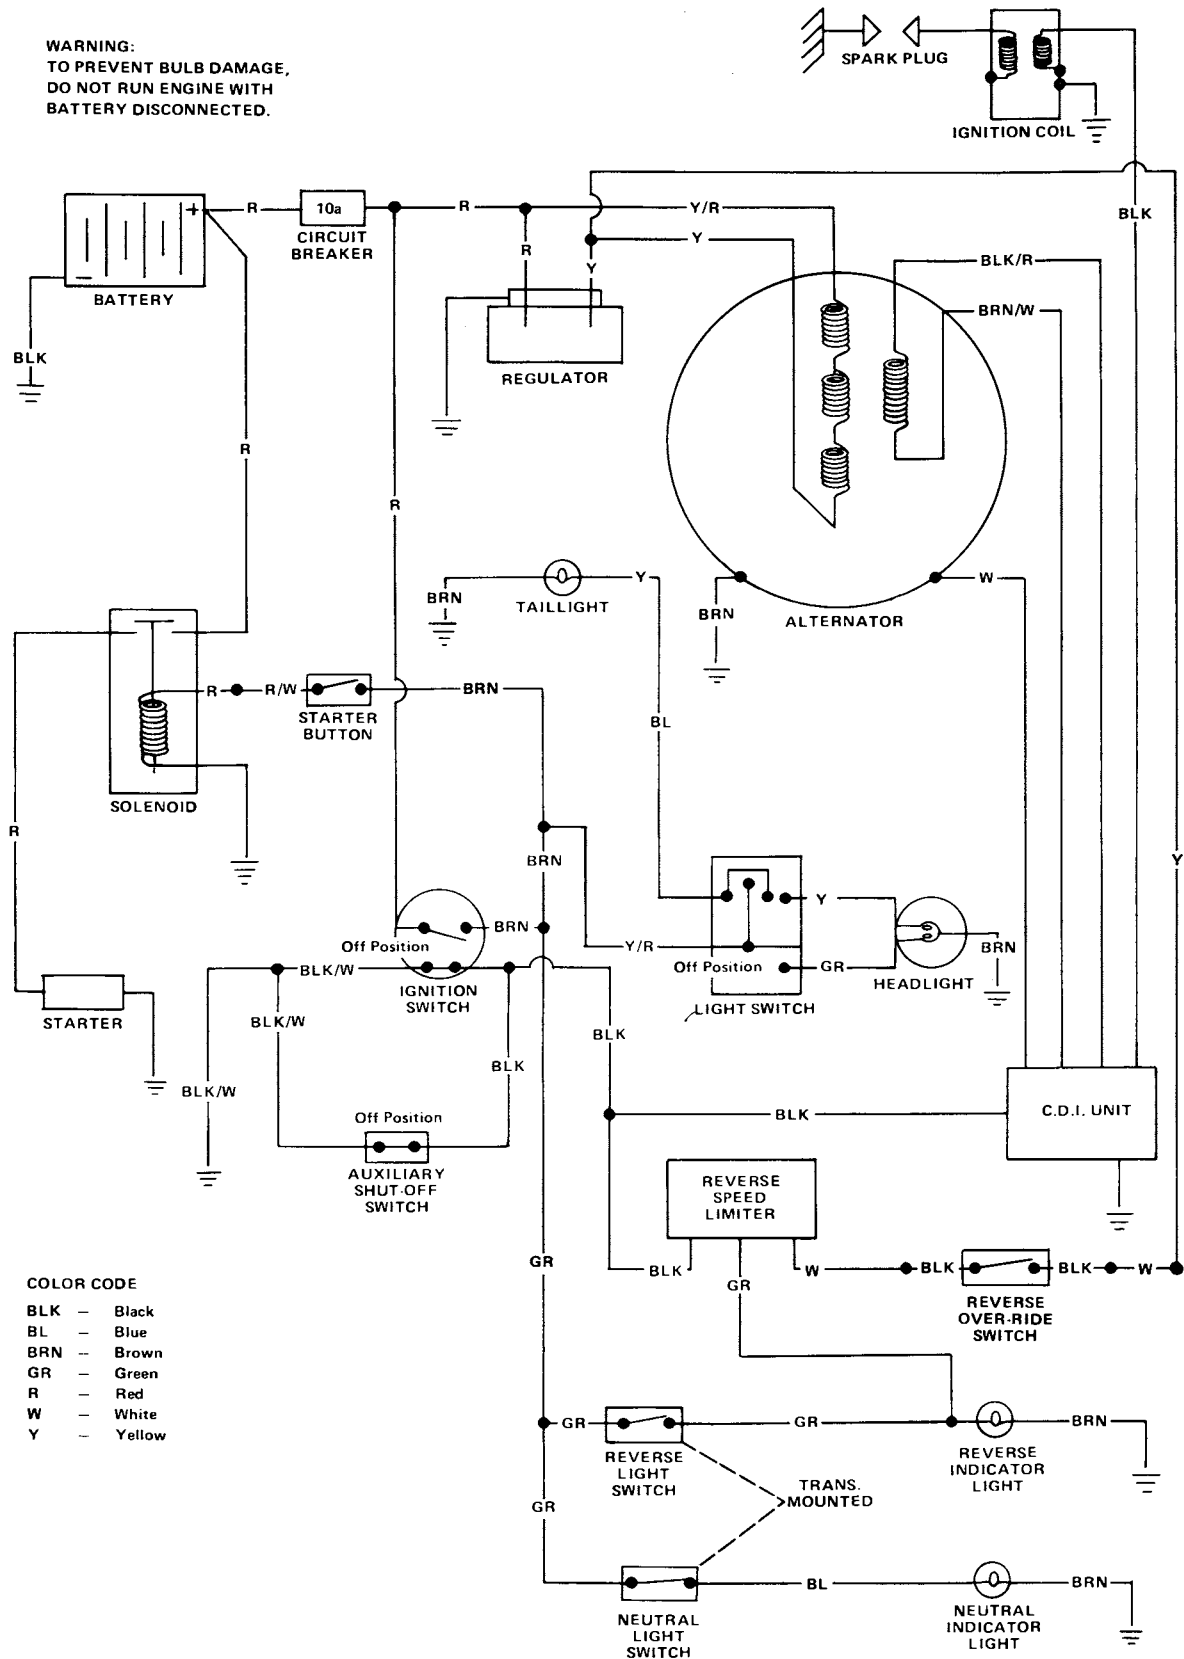 WARNING:
TO PREVENT BULB DAMAGE,
DO NOT RUN ENGINE WITH
BATTERY DISCONNECTED.
SPARK PLUG
IGNITION COIL
BLK
+
R
10a
CIRCUIT
BREAKER
R
Y/R
R
Y
Y
BLK/R
BRN/W
−
BATTERY
BLK
REGULATOR
R
R
TAILLIGHT
Y
BRN
BRN
W
ALTERNATOR
R
R/W
BRN
STARTER
BUTTON
BL
SOLENOID
R
BRN
Y
Off Position
BRN
Y/R
Y
Off Position
GR
BRN
HEADLIGHT
BLK/W
IGNITION
SWITCH
LIGHT SWITCH
STARTER
BLK/W
BLK
BLK
BLK/W
Off Position
AUXILIARY
SHUT-OFF
SWITCH
BLK
C.D.I. UNIT
REVERSE
SPEED
LIMITER
GR
BLK
GR
W
BLK
BLK
W
REVERSE
OVER-RIDE
SWITCH
COLOR CODE
BLK – Black
BL – Blue
BRN -- Brown
GR – Green
R – Red
W – White
Y – Yellow
GR
GR
BRN
REVERSE
LIGHT
SWITCH
REVERSE
INDICATOR
LIGHT
TRANS.
MOUNTED
GR
BL
BRN
NEUTRAL
LIGHT
SWITCH
NEUTRAL
INDICATOR
LIGHT